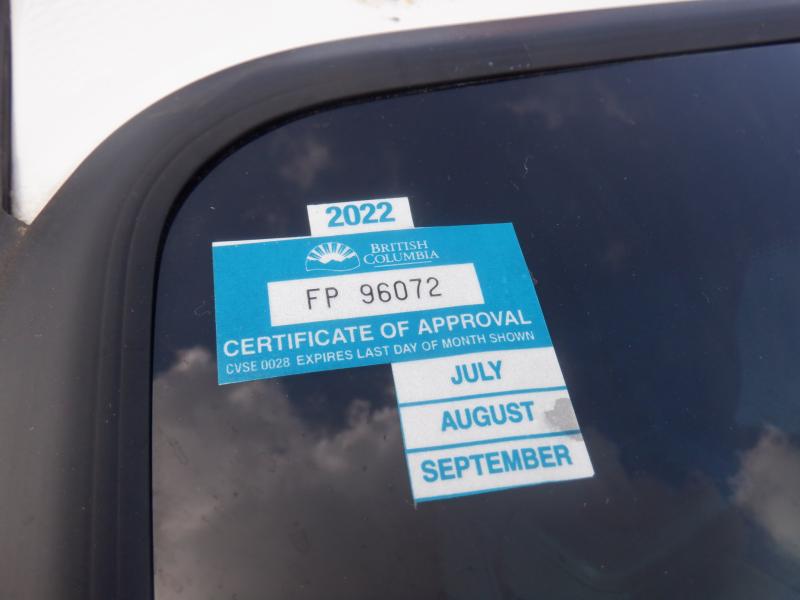 2022
BRITISH
COLUMBIA
FP 96072
CERTIFICATE OF APPROVAL
CVSE 0028 EXPIRES LAST DAY OF MONTH SHOWN
JULY
AUGUST
SEPTEMBER